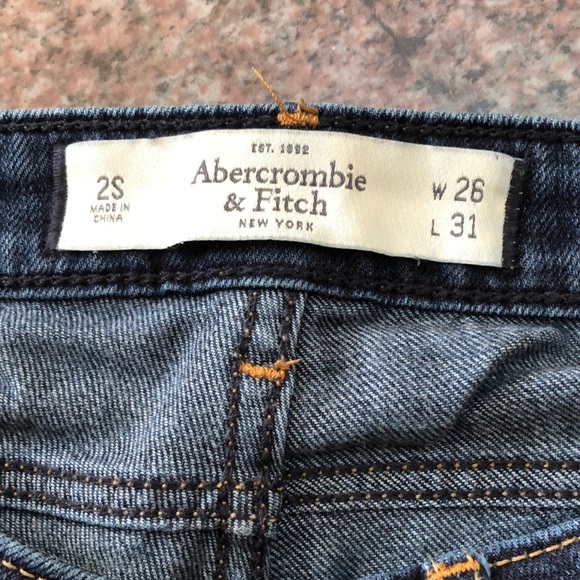 2S
MADE IN
CHINA
EST. 1892
Abercrombie
& Fitch
NEW YORK
W 26
L 31